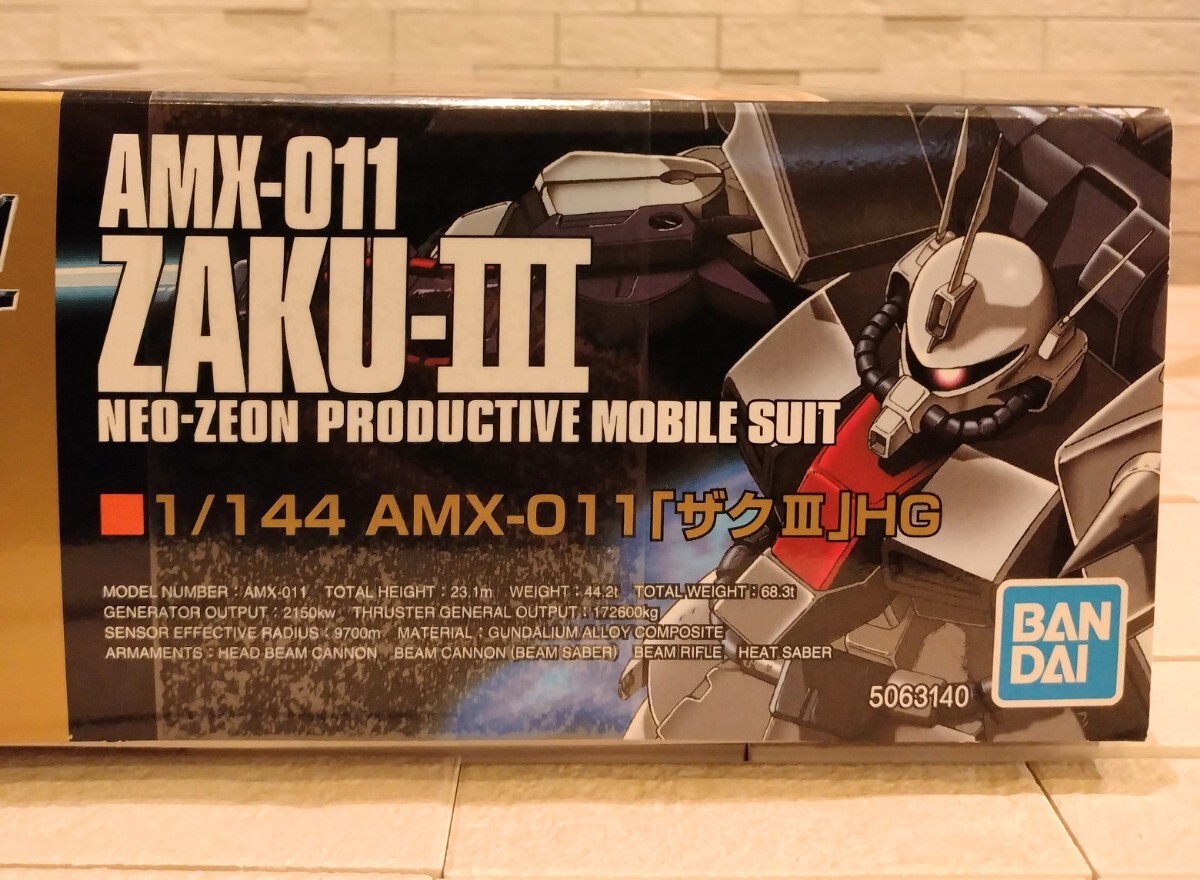 AMX-011
ZAKU-III
NEO-ZEON PRODUCTIVE MOBILE SUIT
■1/144 AMX-011「ザクⅢ」HG
MODEL NUMBER：AMX-011 TOTAL HEIGHT：23.1m WEIGHT：44.2t TOTAL WEIGHT：68.3t
GENERATOR OUTPUT：2150kw THRUSTER GENERAL OUTPUT：172600kg
SENSOR EFFECTIVE RADIUS：9700m MATERIAL：GUNDALIUM ALLOY COMPOSITE
ARMAMENTS：HEAD BEAM CANNON BEAM CANNON (BEAM SABER) BEAM RIFLE HEAT SABER
BAN
DAI
5063140